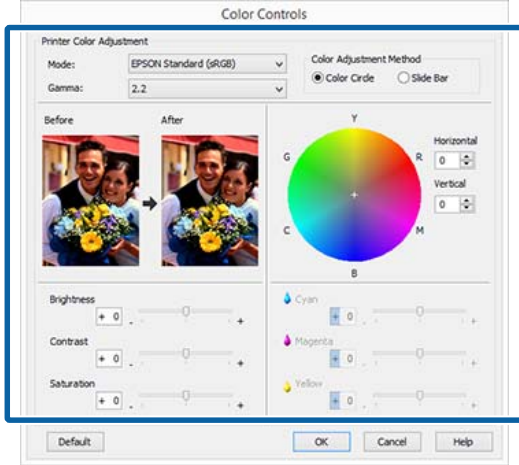 Color Controls
Printer Color Adjustment
Mode: EPSON Standard (sRGB)
Gamma: 2.2
Color Adjustment Method
Color Circle Slide Bar
Before After
Y
G R
C M
B
Horizontal
0
Vertical
0
Brightness
+ 0 - +
Contrast
+ 0 - +
Saturation
+ 0 - +
Cyan
+ 0 - +
Magenta
+ 0 - +
Yellow
+ 0 - +
Default OK Cancel Help